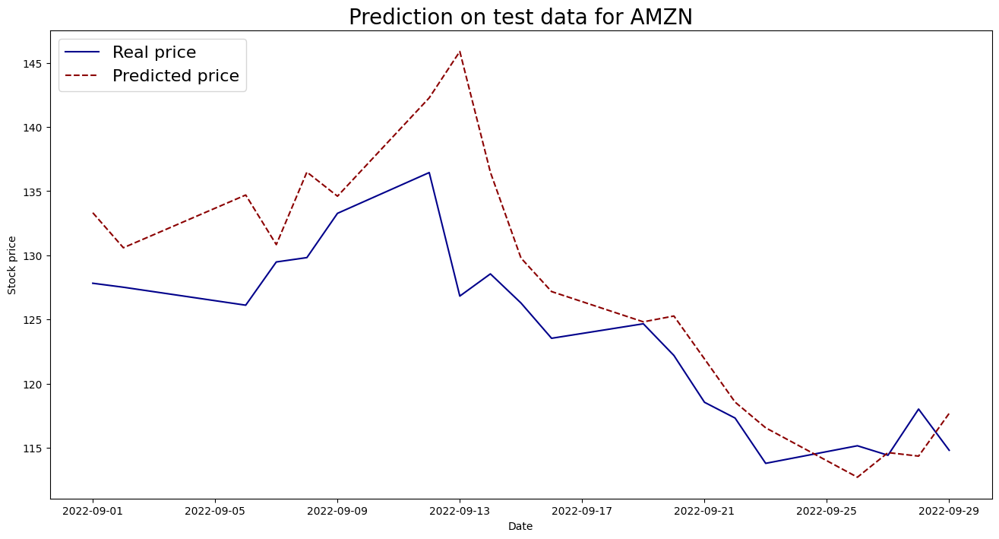 Prediction on test data for AMZN
Real price
Predicted price
145
140
135
130
125
120
115
Stock price
2022-09-01 2022-09-05 2022-09-09 2022-09-13 2022-09-17 2022-09-21 2022-09-25 2022-09-29
Date